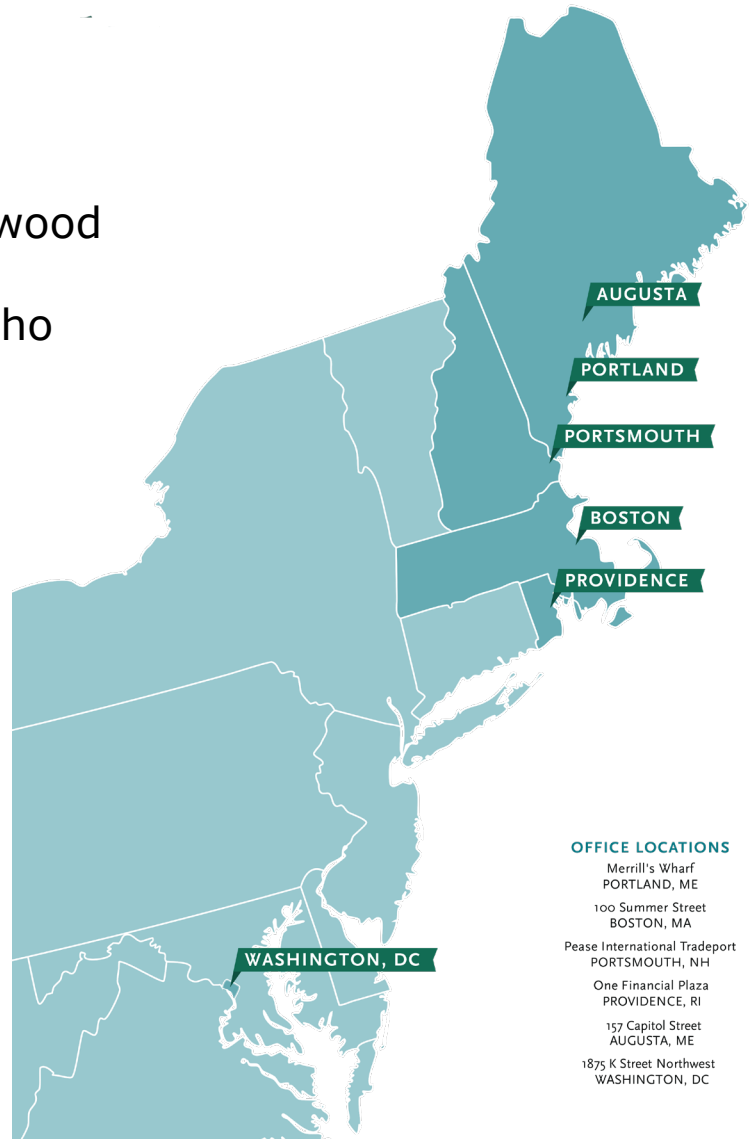 wood
ho
AUGUSTA
PORTLAND
PORTSMOUTH
BOSTON
PROVIDENCE
WASHINGTON, DC
OFFICE LOCATIONS
Merrill's Wharf
PORTLAND, ME
100 Summer Street
BOSTON, MA
Pease International Tradeport
PORTSMOUTH, NH
One Financial Plaza
PROVIDENCE, RI
157 Capitol Street
AUGUSTA, ME
1875 K Street Northwest
WASHINGTON, DC